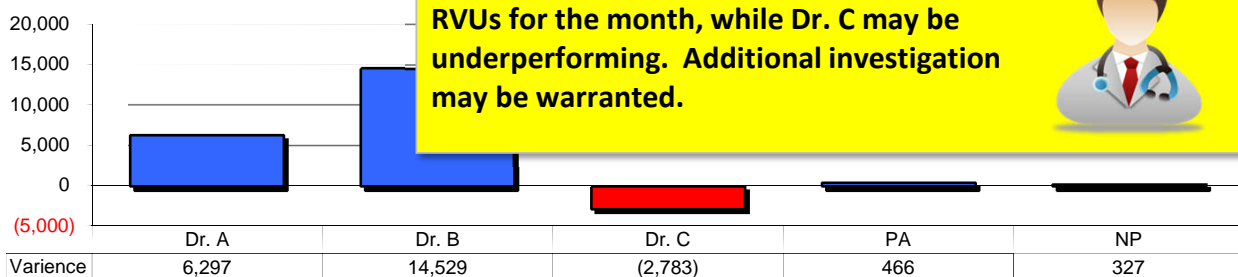 RVUs for the month, while Dr. C may be
underperforming.  Additional investigation
may be warranted.
20,000
15,000
10,000
5,000
0
(5,000)
Dr. A Dr. B Dr. C PA NP
Varience 6,297 14,529 (2,783) 466 327